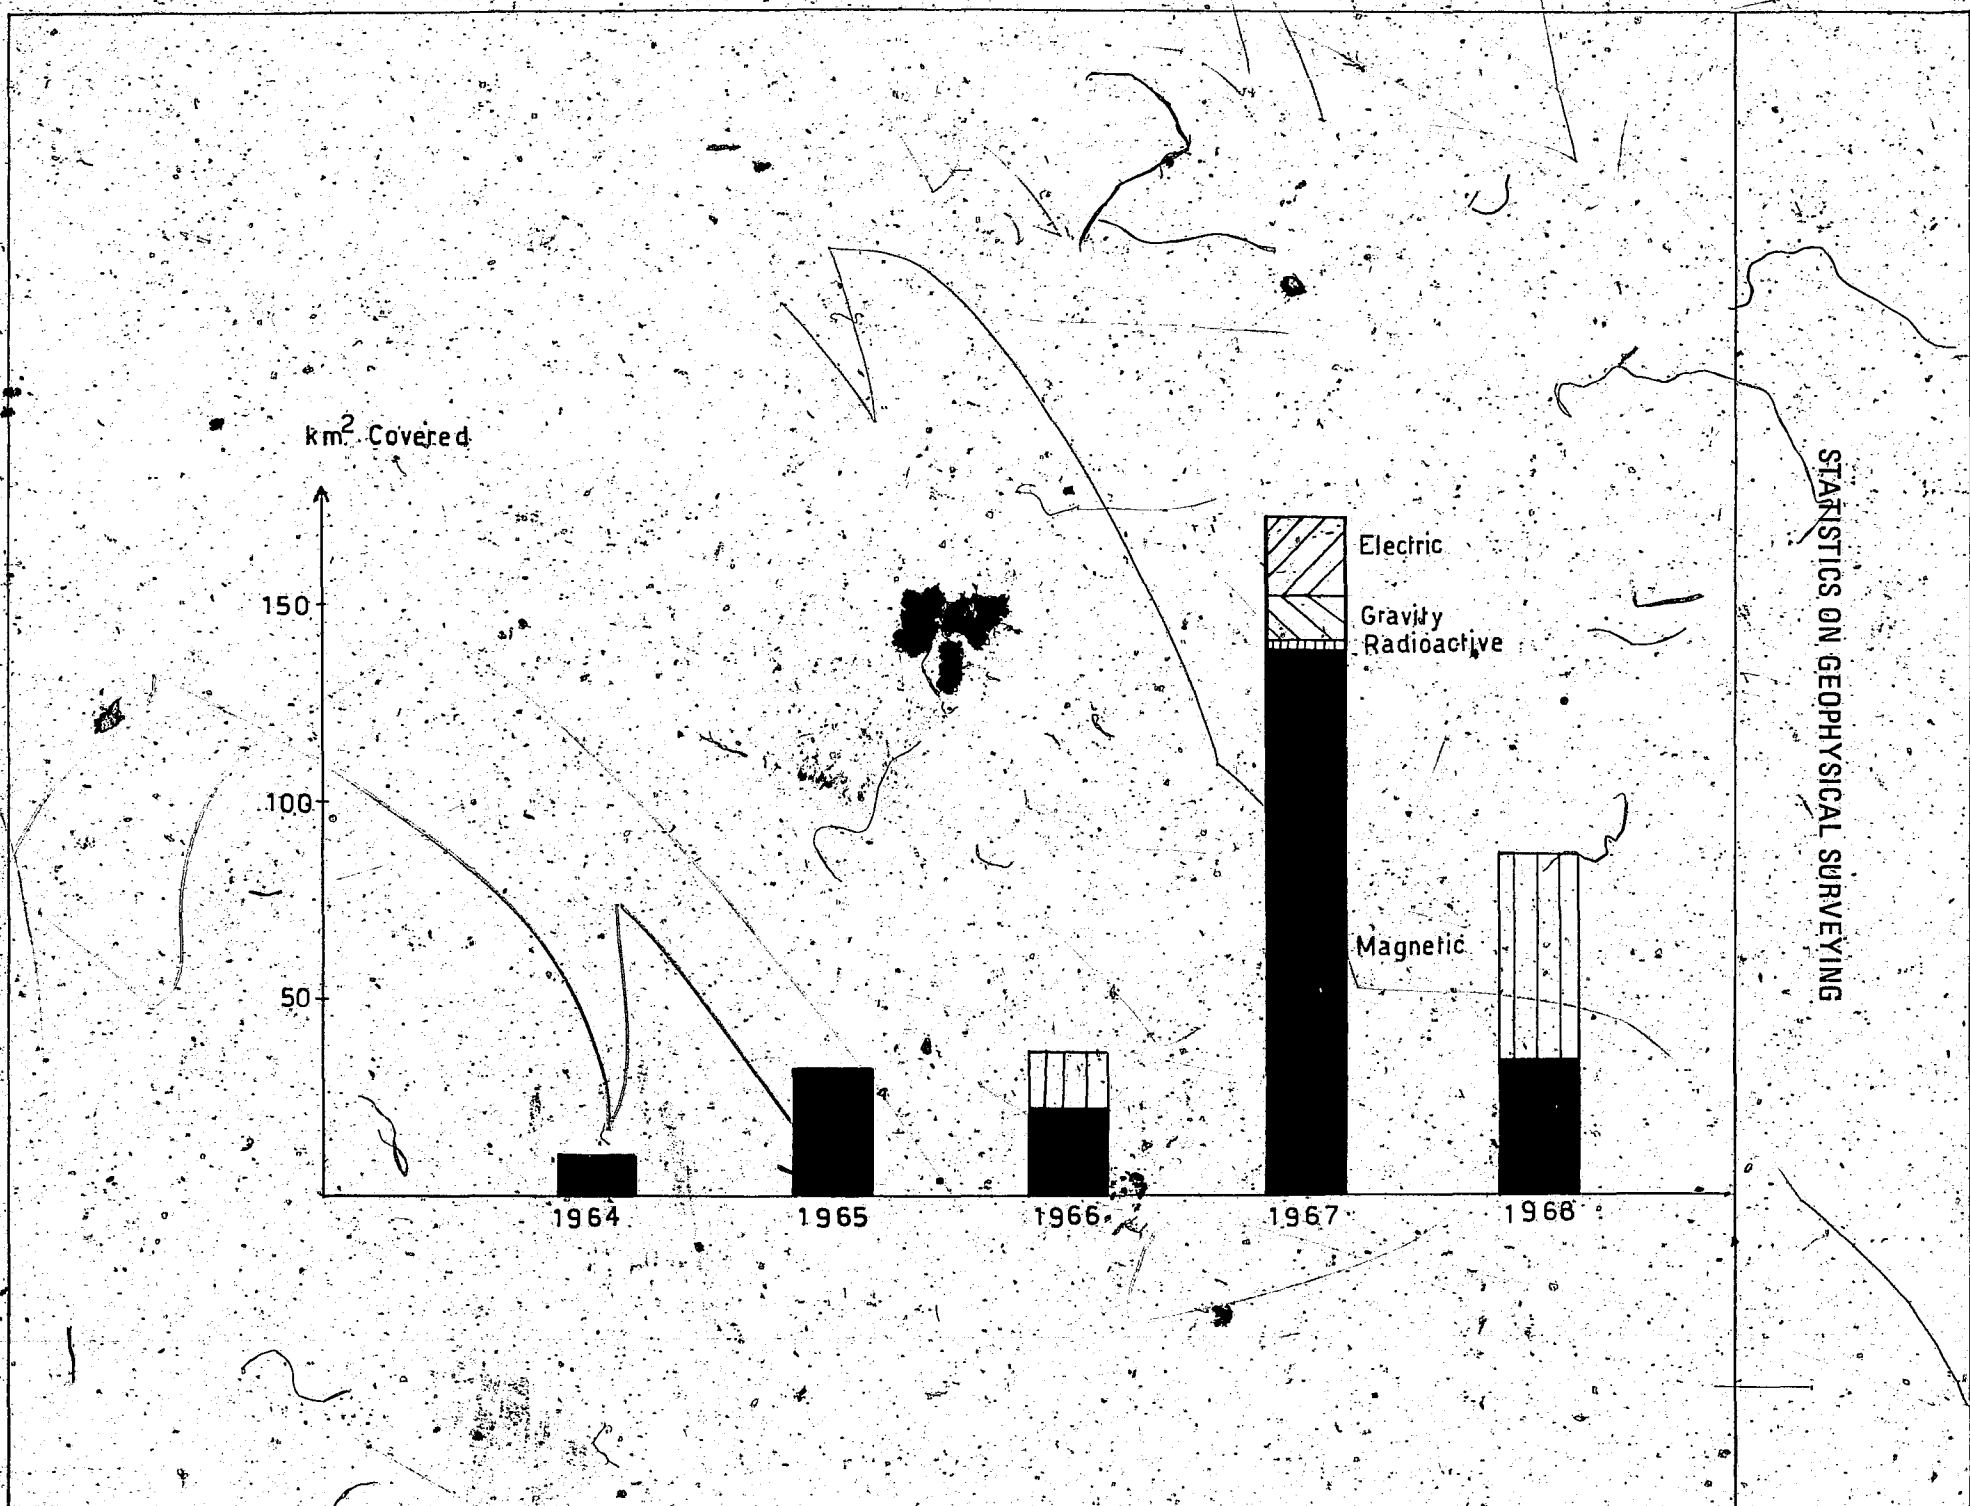 km² Covered
150
100
50
Electric
Gravity
Radioactive
Magnetic
1964
1965
1966
1967
1968
STATISTICS ON GEOPHYSICAL SURVEYING